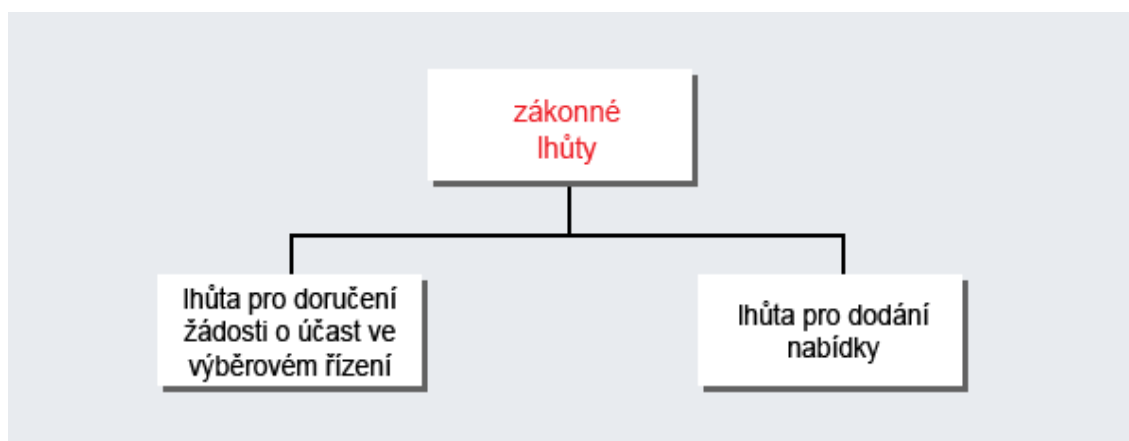 zákonné
lhůty
lhůta pro doručení
žádosti o účast ve
výběrovém řízení
lhůta pro dodání
nabídky